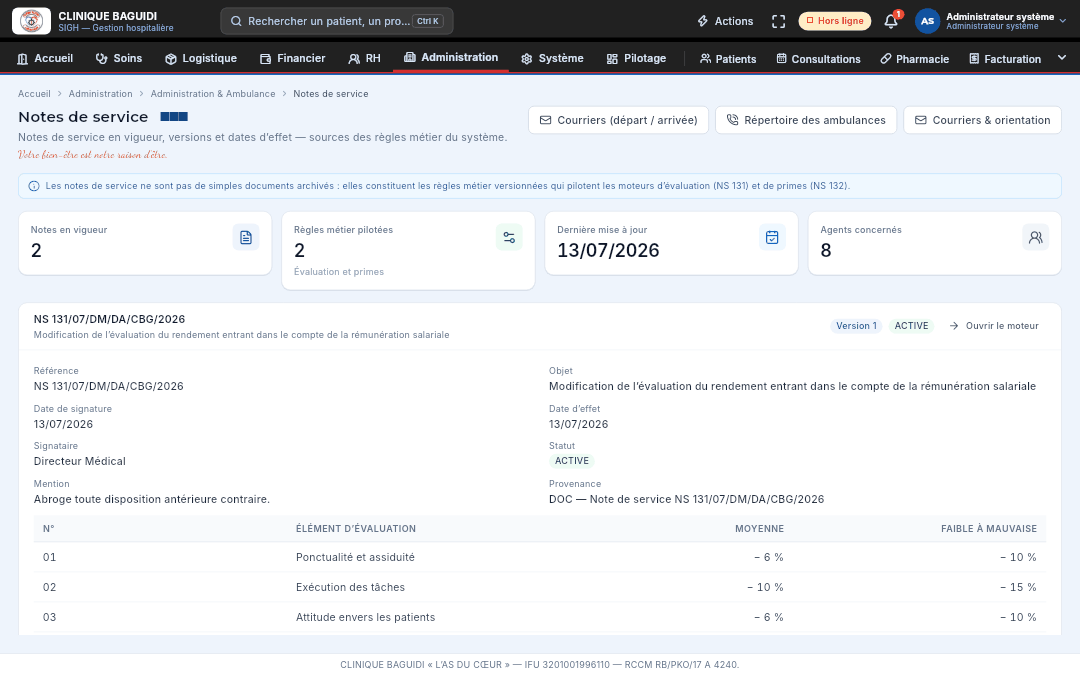 CLINIQUE BAGUIDI
SIGH — Gestion hospitalière
Rechercher un patient, un pro... Ctrl K
Actions
Hors ligne
1
AS
Administrateur système
Administrateur système
Accueil Soins Logistique Financier RH Administration Système Pilotage Patients Consultations Pharmacie Facturation
Accueil > Administration > Administration & Ambulance > Notes de service
Notes de service
Notes de service en vigueur, versions et dates d'effet — sources des règles métier du système.
Votre bien-être est notre raison d'être.
Courriers (départ / arrivée)
Répertoire des ambulances
Courriers & orientation
Les notes de service ne sont pas de simples documents archivés : elles constituent les règles métier versionnées qui pilotent les moteurs d'évaluation (NS 131) et de primes (NS 132).
Notes en vigueur
2
Règles métier pilotées
2
Évaluation et primes
Dernière mise à jour
13/07/2026
Agents concernés
8
NS 131/07/DM/DA/CBG/2026
Modification de l'évaluation du rendement entrant dans le compte de la rémunération salariale
Version 1 ACTIVE → Ouvrir le moteur
Référence
NS 131/07/DM/DA/CBG/2026
Objet
Modification de l'évaluation du rendement entrant dans le compte de la rémunération salariale
Date de signature
13/07/2026
Date d'effet
13/07/2026
Signataire
Directeur Médical
Statut
ACTIVE
Mention
Abroge toute disposition antérieure contraire.
Provenance
DOC — Note de service NS 131/07/DM/DA/CBG/2026
N° ÉLÉMENT D'ÉVALUATION MOYENNE FAIBLE À MAUVAISE
01 Ponctualité et assiduité − 6 % − 10 %
02 Exécution des tâches − 10 % − 15 %
03 Attitude envers les patients − 6 % − 10 %
CLINIQUE BAGUIDI « L'AS DU CŒUR » — IFU 3201001996110 — RCCM RB/PKO/17 A 4240.